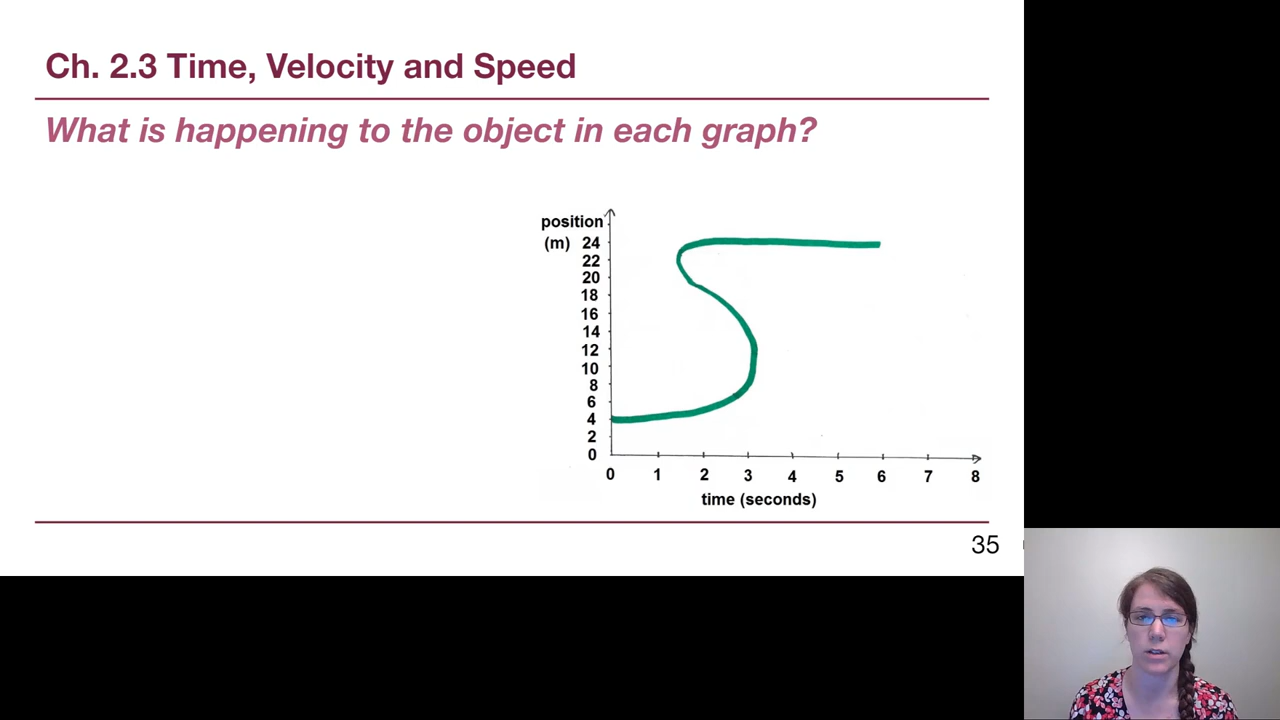 Ch. 2.3 Time, Velocity and Speed
What is happening to the object in each graph?
position
(m) 24
22
20
18
16
14
12
10
8
6
4
2
0
0 1 2 3 4 5 6 7 8
time (seconds)
35